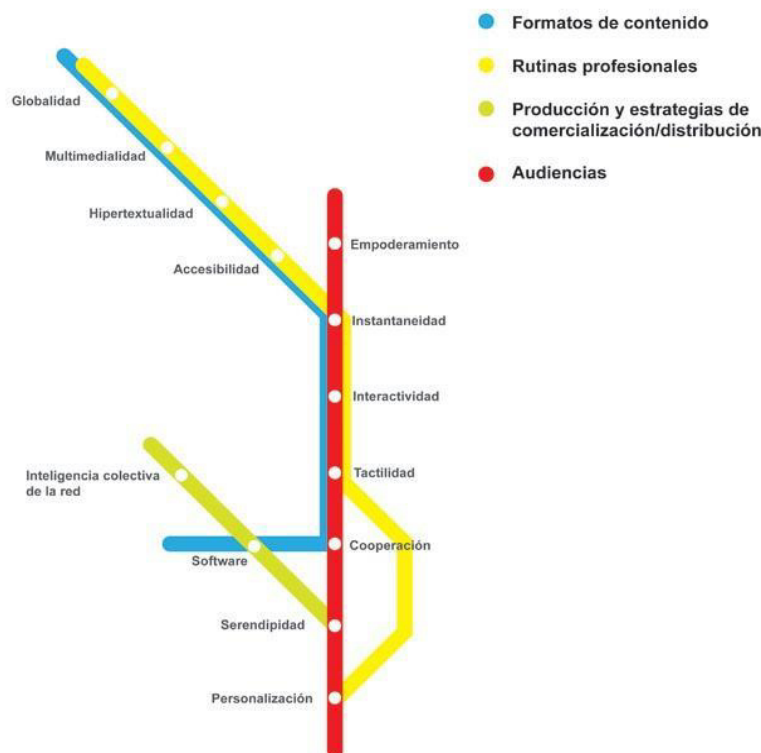 Formatos de contenido
Rutinas profesionales
Producción y estrategias de
comercialización/distribución
Audiencias
Globalidad
Multimedialidad
Hipertextualidad
Accesibilidad
Empoderamiento
Instantaneidad
Interactividad
Tactilidad
Inteligencia colectiva
de la red
Cooperación
Software
Serendipidad
Personalización